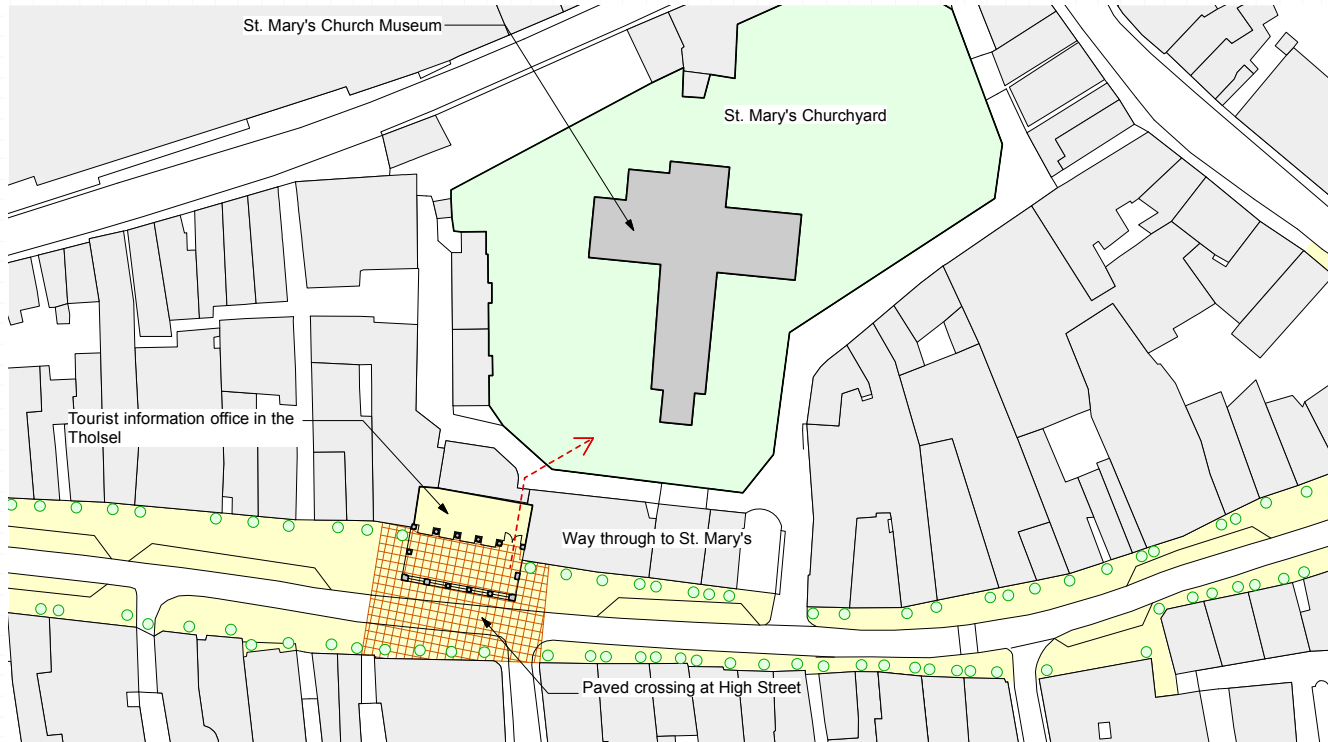 St. Mary's Church Museum
St. Mary's Churchyard
Tourist information office in the
Tholsel
Way through to St. Mary's
Paved crossing at High Street